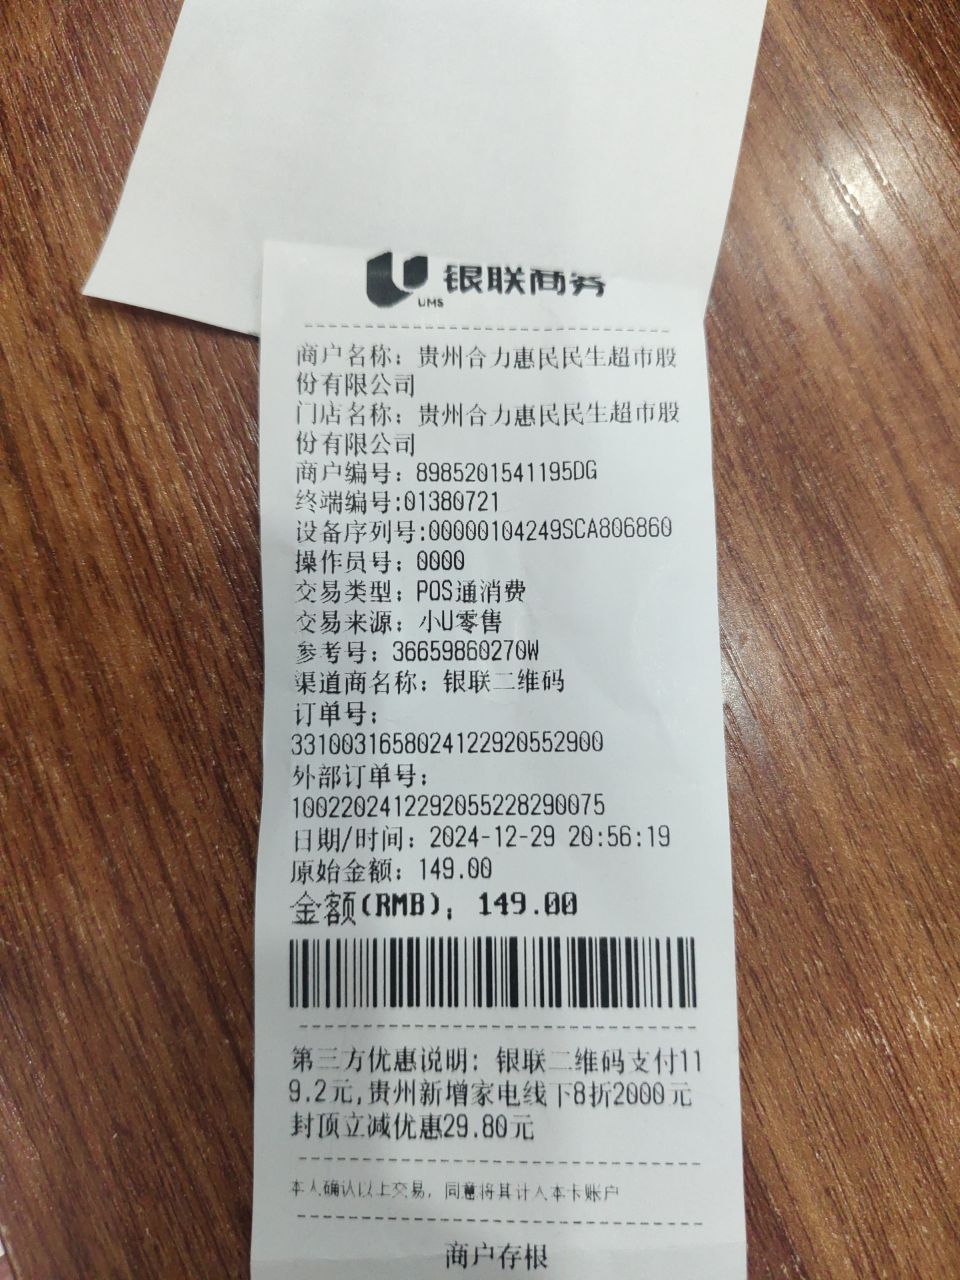 银联商务
UMS
商户名称：贵州合力惠民民生超市股
份有限公司
门店名称：贵州合力惠民民生超市股
份有限公司
商户编号：8985201541195DG
终端编号:01380721
设备序列号:00000104249SCA806860
操作员号：0000
交易类型：POS通消费
交易来源：小U零售
参考号：36659860270W
渠道商名称：银联二维码
订单号：
33100316580241229205529​00
外部订单号：
10022024122920552282​90075
日期/时间：2024-12-29 20:56:19
原始金额：149.00
金额(RMB)：149.00
第三方优惠说明：银联二维码支付11
9.2元,贵州新增家电线下8折2000元
封顶立减优惠29.80元
本人确认以上交易，同意将其计入本卡账户
商户存根